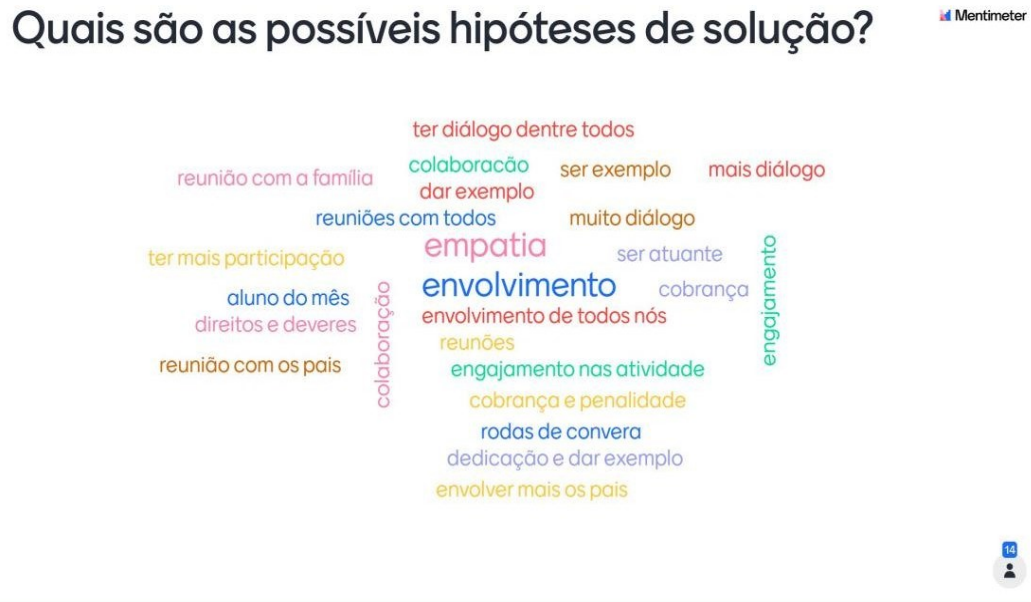 Quais são as possíveis hipóteses de solução?
Mentimeter
ter diálogo dentre todos
colaboracão
ser exemplo
mais diálogo
reunião com a família
dar exemplo
reuniões com todos
muito diálogo
empatia
ser atuante
ter mais participação
engajamento
envolvimento
cobrança
aluno do mês
colaboração
envolvimento de todos nós
direitos e deveres
reunões
reunião com os pais
engajamento nas atividade
cobrança e penalidade
rodas de convera
dedicação e dar exemplo
envolver mais os pais
14